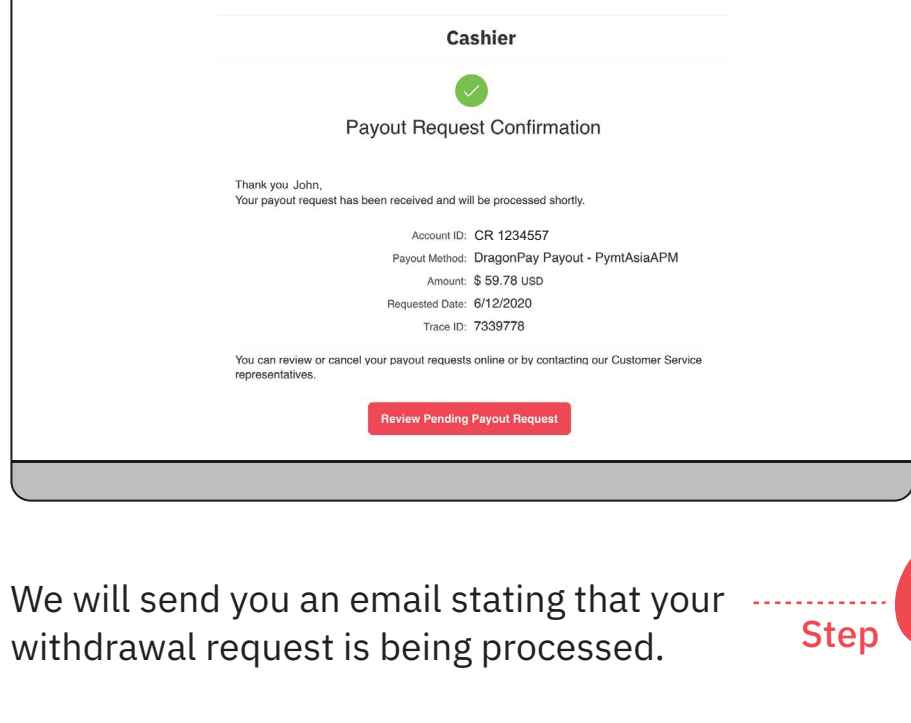 Cashier
Payout Request Confirmation
Thank you John,
Your payout request has been received and will be processed shortly.
Account ID: CR 1234557
Payout Method: DragonPay Payout - PymtAsiaAPM
Amount: $ 59.78 USD
Requested Date: 6/12/2020
Trace ID: 7339778
You can review or cancel your payout requests online or by contacting our Customer Service
representatives.
Review Pending Payout Request
We will send you an email stating that your
withdrawal request is being processed.
Step